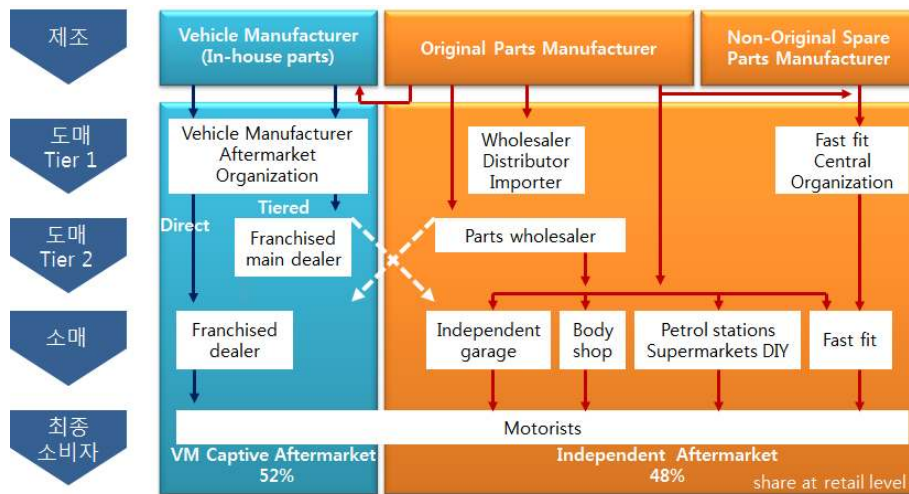 제조
Vehicle Manufacturer
(In-house parts)
Original Parts Manufacturer
Non-Original Spare
Parts Manufacturer
도매
Tier 1
Vehicle Manufacturer
Aftermarket
Organization
Wholesaler
Distributor
Importer
Fast fit
Central
Organization
도매
Tier 2
Direct
Tiered
Franchised
main dealer
Parts wholesaler
소매
Franchised
dealer
Independent
garage
Body
shop
Petrol stations
Supermarkets DIY
Fast fit
최종
소비자
Motorists
VM Captive Aftermarket
52%
Independent Aftermarket
48%
share at retail level